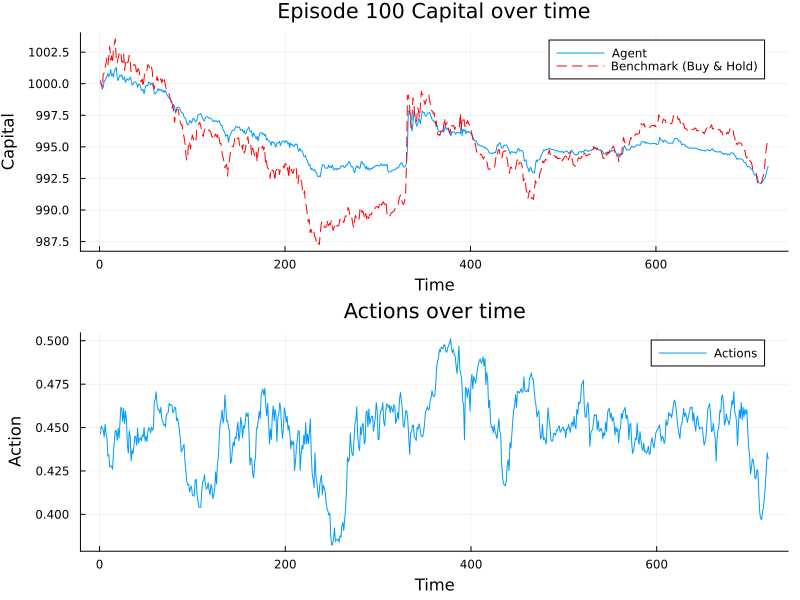 Episode 100 Capital over time
Capital
1002.5
1000.0
997.5
995.0
992.5
990.0
987.5
Agent
Benchmark (Buy & Hold)
0 200 400 600
Time
Actions over time
Action
0.500
0.475
0.450
0.425
0.400
Actions
0 200 400 600
Time